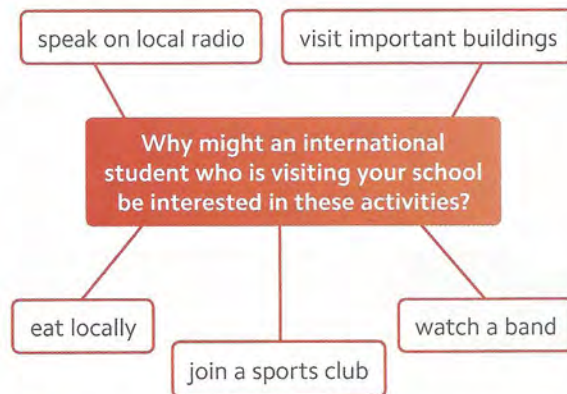 speak on local radio
visit important buildings
Why might an international
student who is visiting your school
be interested in these activities?
eat locally
join a sports club
watch a band